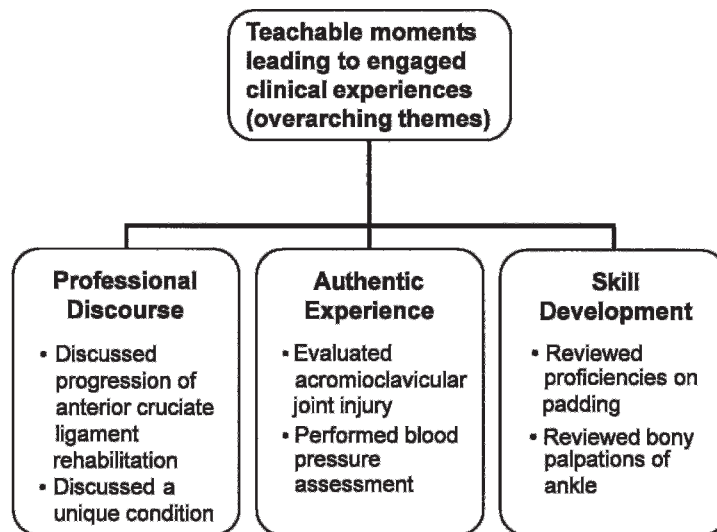 Teachable moments
leading to engaged
clinical experiences
(overarching themes)
Professional
Discourse
• Discussed
progression of
anterior cruciate
ligament
rehabilitation
• Discussed a
unique condition
Authentic
Experience
• Evaluated
acromioclavicular
joint injury
• Performed blood
pressure
assessment
Skill
Development
• Reviewed
proficiencies on
padding
• Reviewed bony
palpations of
ankle